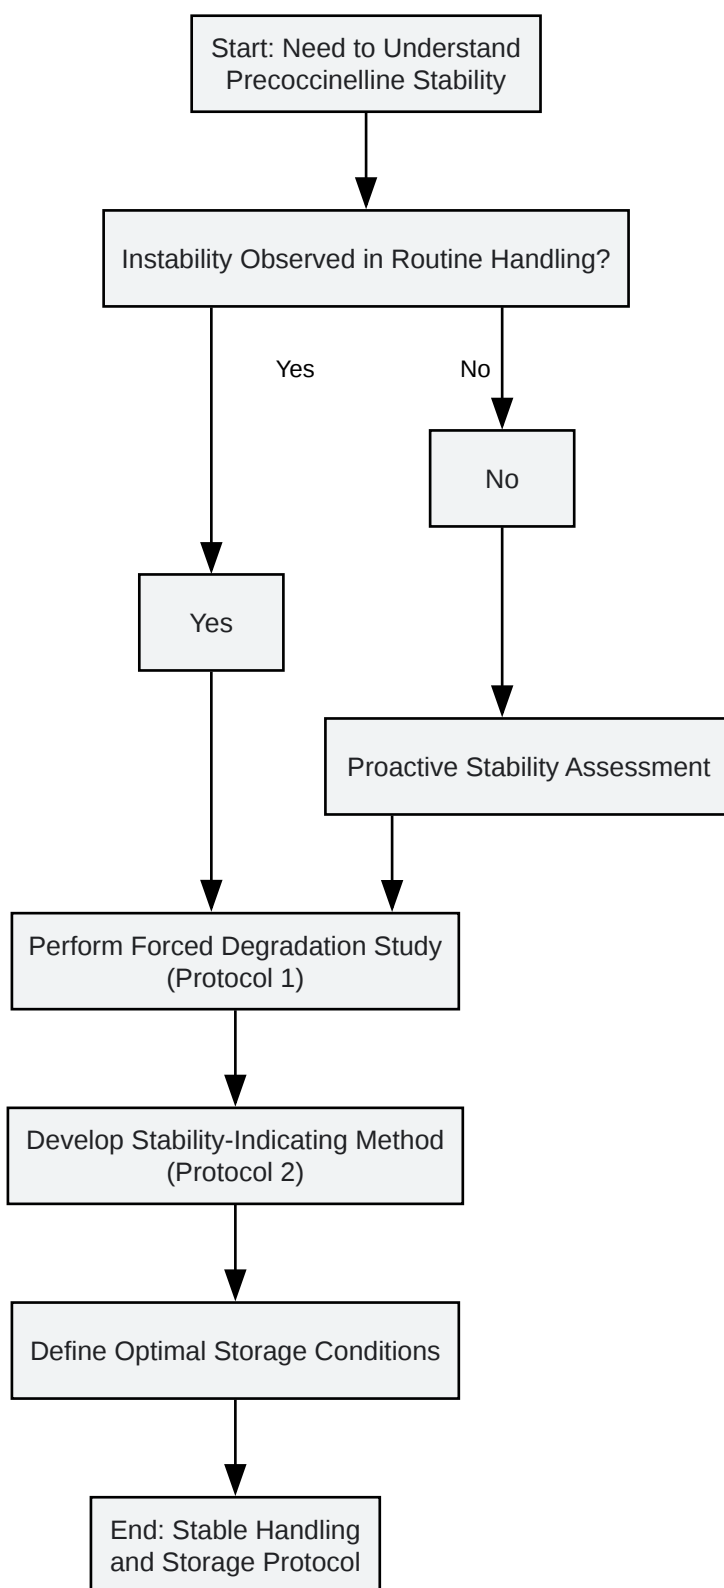 Start: Need to Understand
Precoccinelline Stability
Instability Observed in Routine Handling?
Yes
No
No
Yes
Proactive Stability Assessment
Perform Forced Degradation Study
(Protocol 1)
Develop Stability-Indicating Method
(Protocol 2)
Define Optimal Storage Conditions
End: Stable Handling
and Storage Protocol